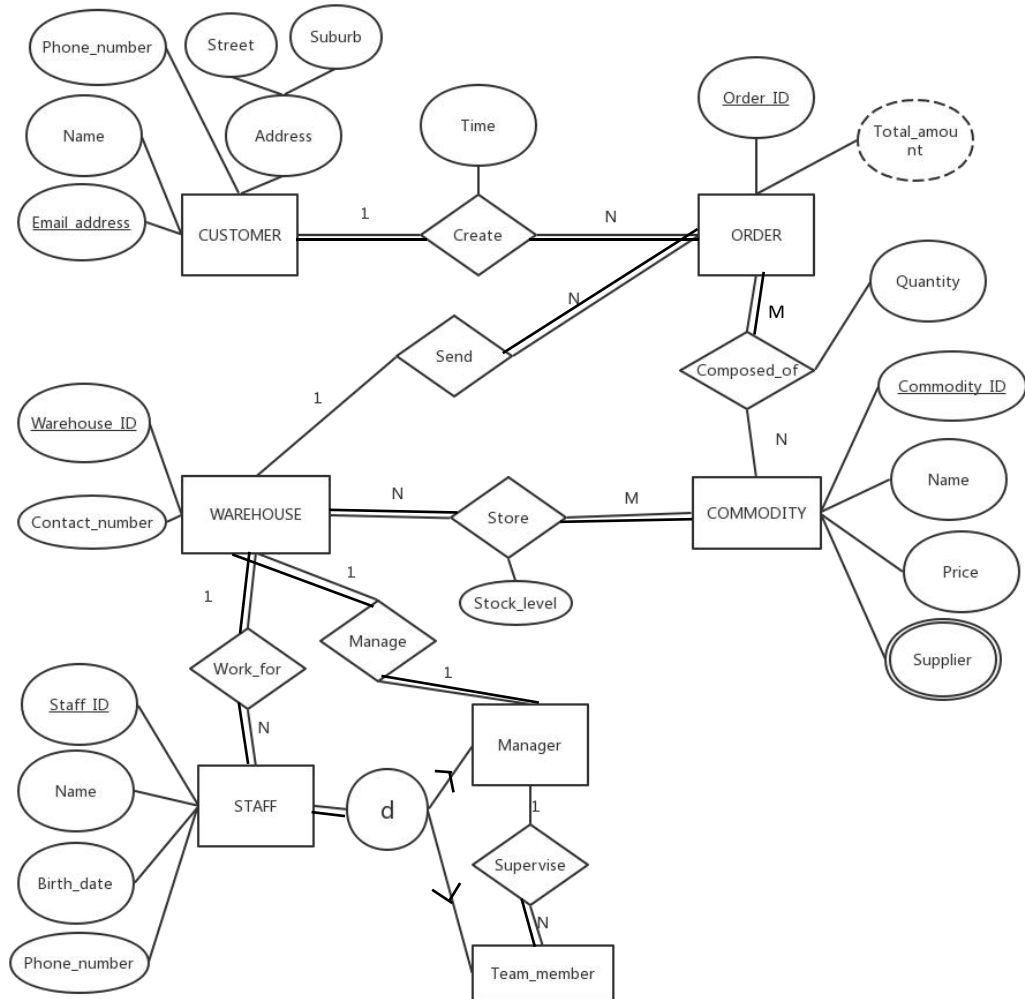 Phone_number
Street
Suburb
Name
Address
Time
Order_ID
Total_amou
nt
Email_address
CUSTOMER
1
Create
N
ORDER
Quantity
N
M
Send
Composed_of
1
Commodity_ID
Warehouse_ID
N
Name
Contact_number
WAREHOUSE
N
Store
M
COMMODITY
Price
1
1
Stock_level
Manage
Work_for
1
Supplier
Staff_ID
N
Manager
Name
STAFF
d
1
Supervise
Birth_date
N
Phone_number
Team_member